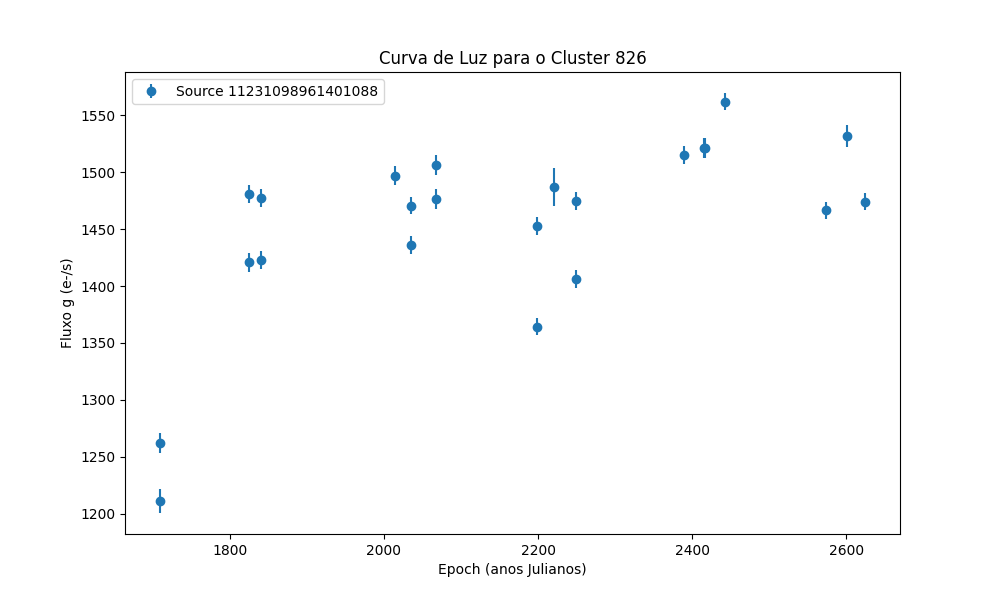 Curva de Luz para o Cluster 826
Source 11231098961401088
Fluxo g (e-/s)
1550
1500
1450
1400
1350
1300
1250
1200
1800 2000 2200 2400 2600
Epoch (anos Julianos)